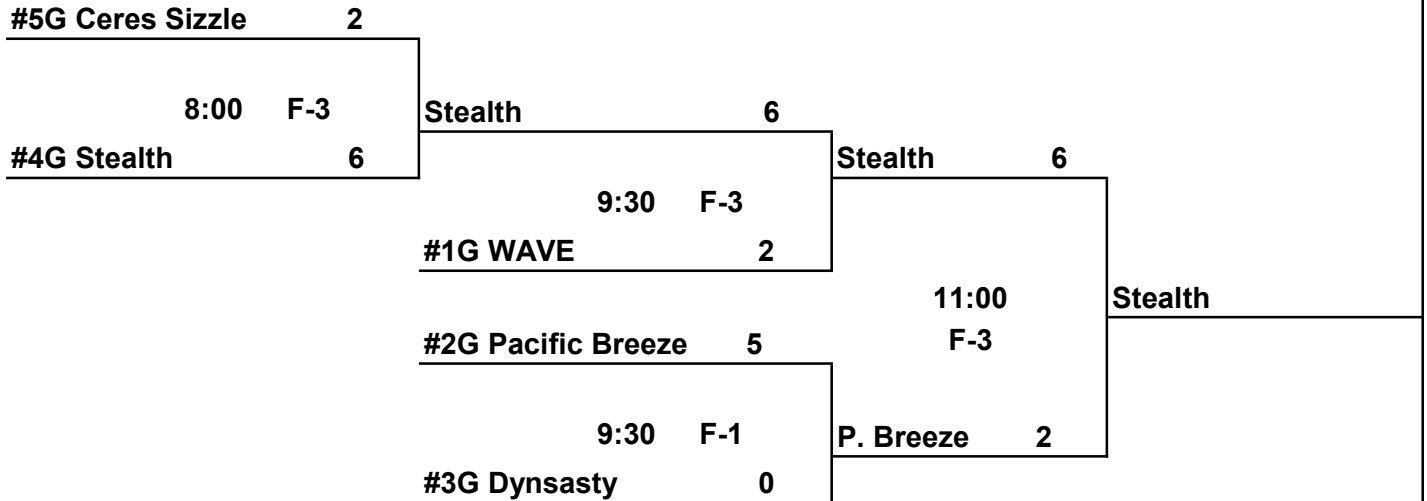 #5G Ceres Sizzle 2
8:00 F-3
Stealth 6
#4G Stealth 6
Stealth 6
9:30 F-3
#1G WAVE 2
11:00
Stealth
#2G Pacific Breeze 5
F-3
9:30 F-1
P. Breeze 2
#3G Dynsasty 0